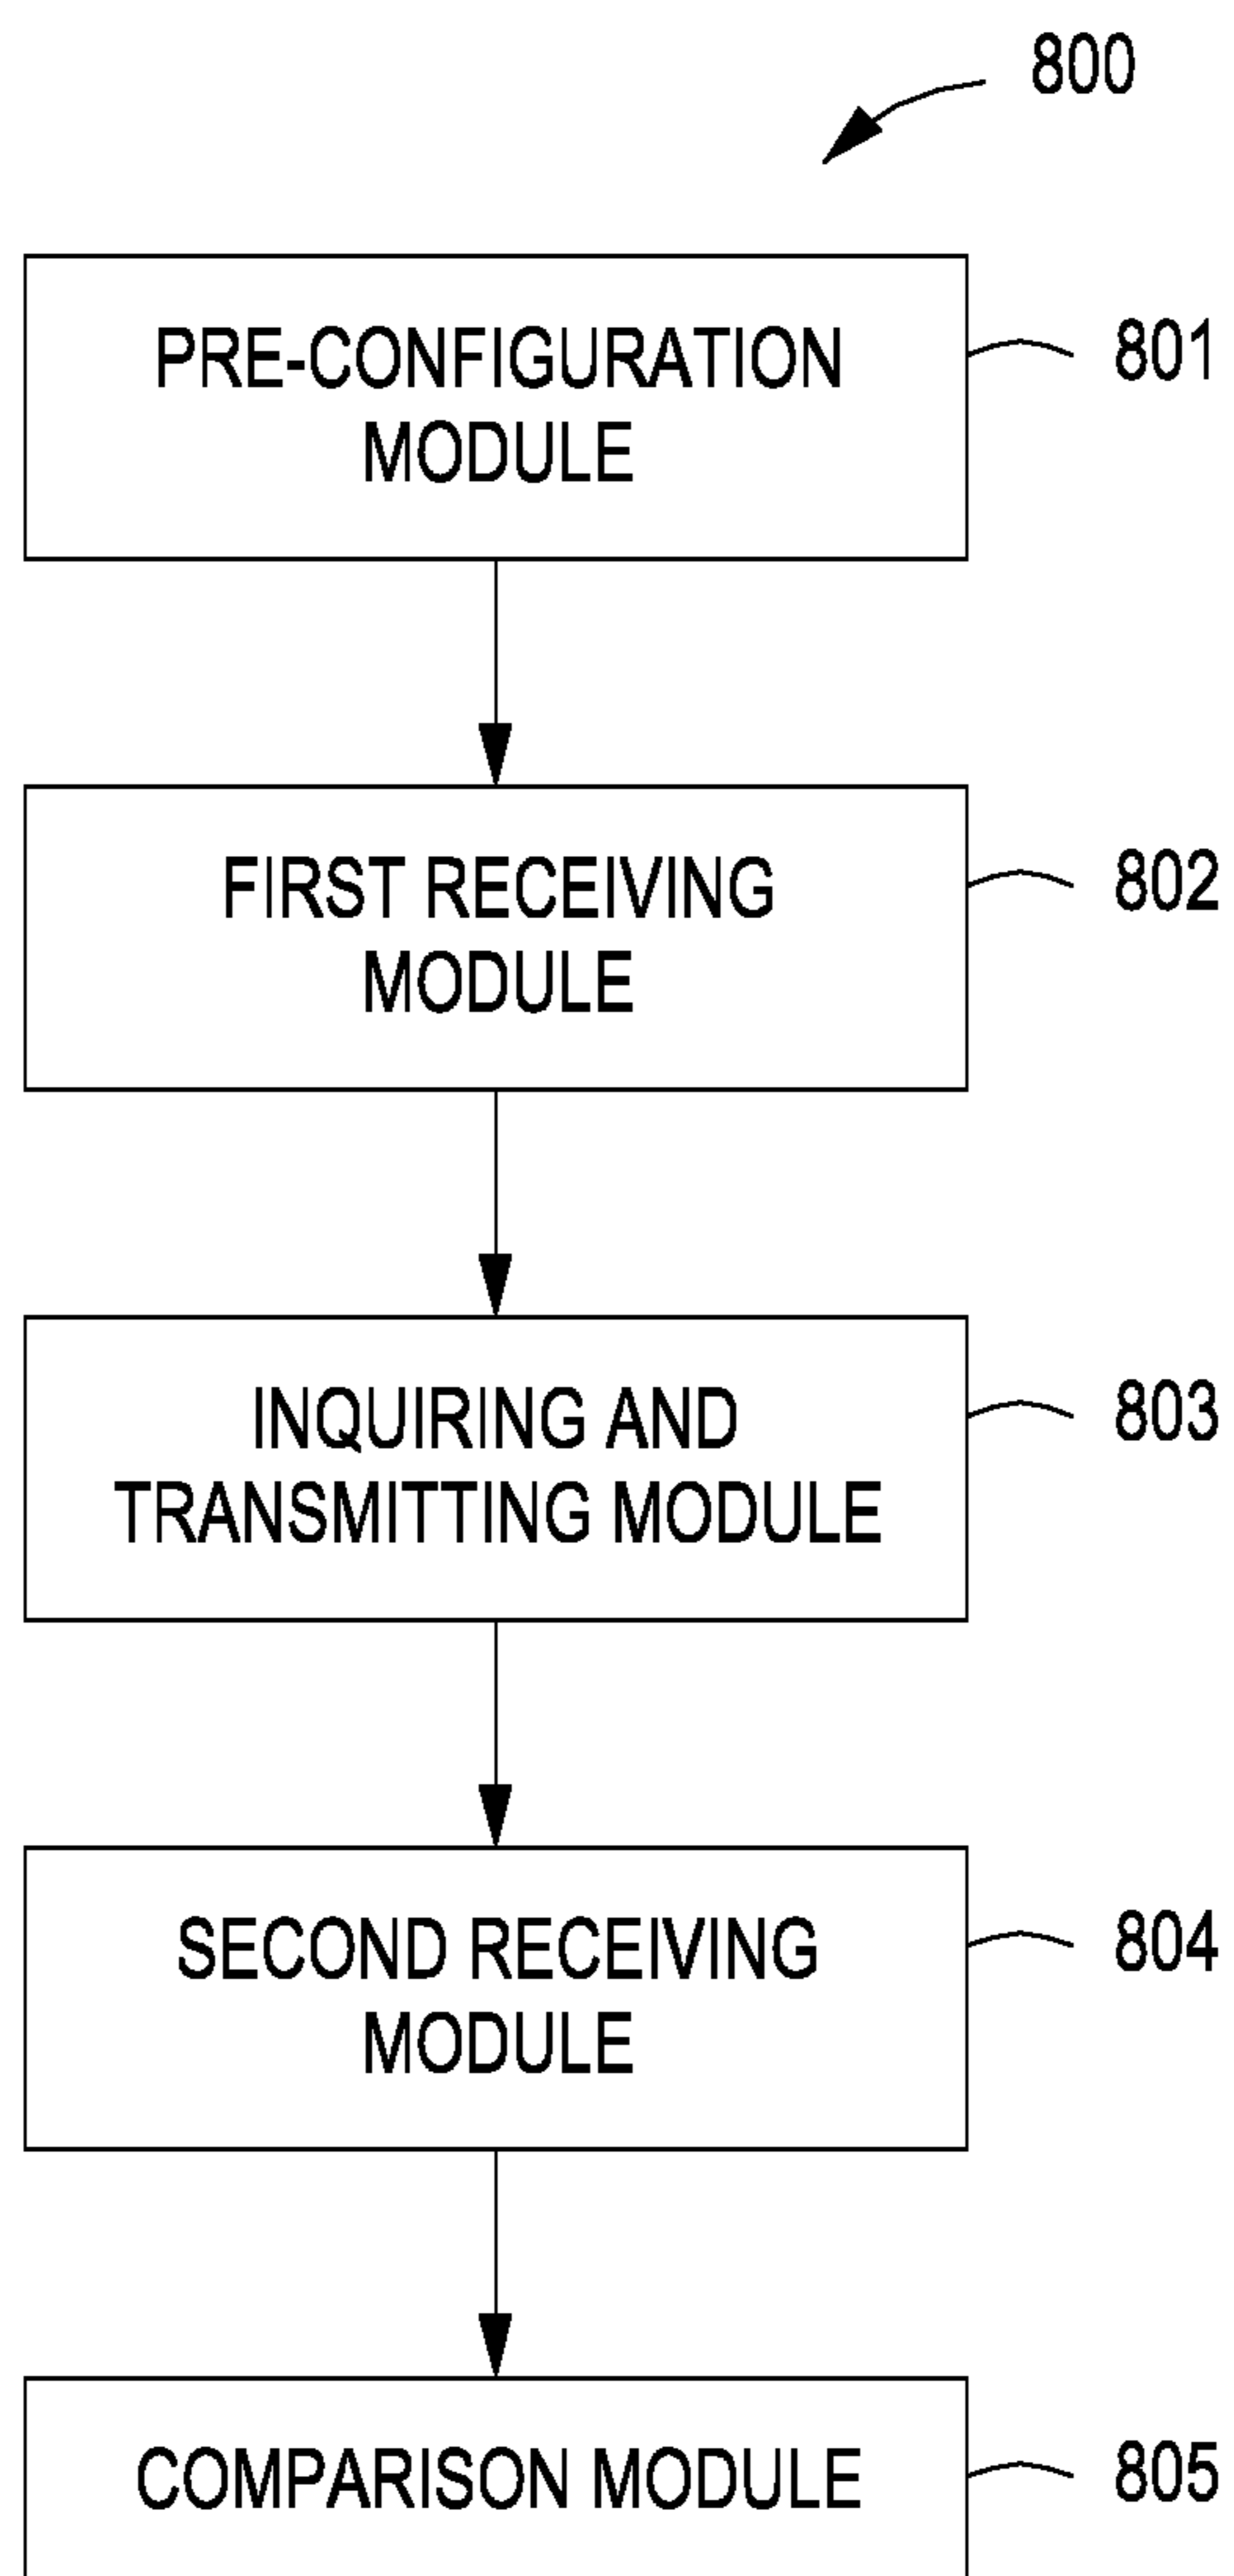 800
PRE-CONFIGURATION
MODULE
801
FIRST RECEIVING
MODULE
802
INQUIRING AND
TRANSMITTING MODULE
803
SECOND RECEIVING
MODULE
804
COMPARISON MODULE
805